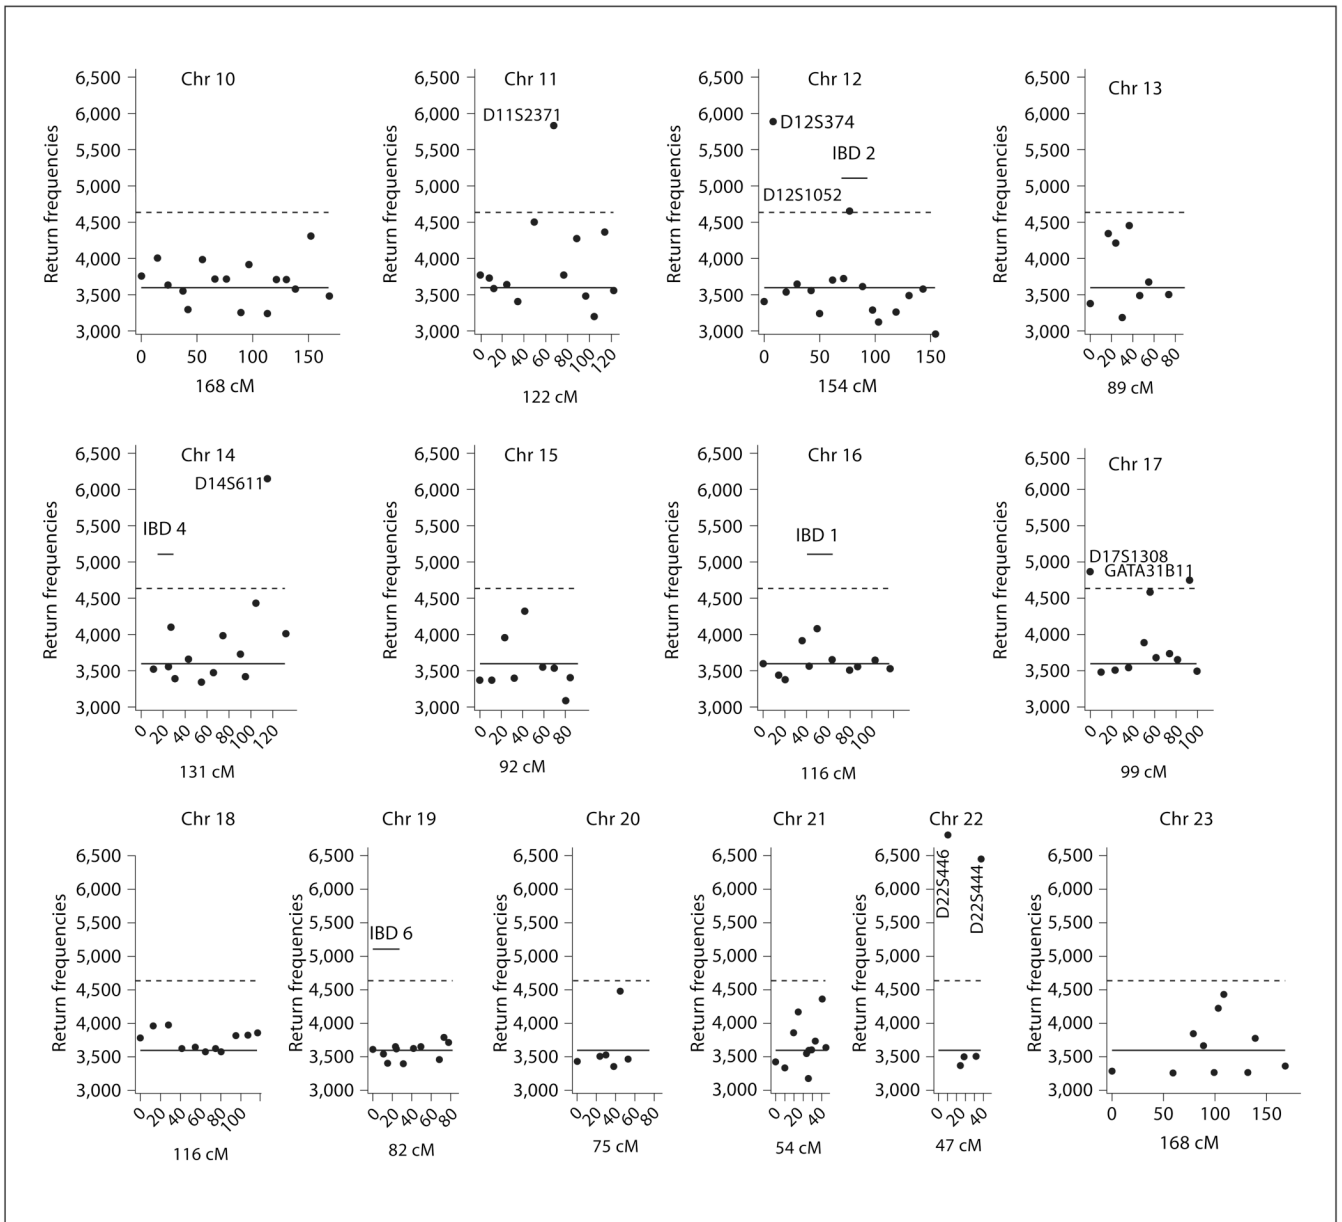 Chr 10
Return frequencies
6,500
6,000
5,500
5,000
4,500
4,000
3,500
3,000
0 50 100 150
168 cM
Chr 11
Return frequencies
6,500
6,000
5,500
5,000
4,500
4,000
3,500
3,000
D11S2371
0 20 40 60 80 100 120
122 cM
Chr 12
Return frequencies
6,500
6,000
5,500
5,000
4,500
4,000
3,500
3,000
D12S374
IBD 2
D12S1052
0 50 100 150
154 cM
Chr 13
Return frequencies
6,500
6,000
5,500
5,000
4,500
4,000
3,500
3,000
0 20 40 60 80
89 cM
Chr 14
Return frequencies
6,500
6,000
5,500
5,000
4,500
4,000
3,500
3,000
D14S611
IBD 4
0 20 40 60 80 100 120
131 cM
Chr 15
Return frequencies
6,500
6,000
5,500
5,000
4,500
4,000
3,500
3,000
0 20 40 60 80
92 cM
Chr 16
Return frequencies
6,500
6,000
5,500
5,000
4,500
4,000
3,500
3,000
IBD 1
0 20 40 60 80 100
116 cM
Chr 17
Return frequencies
6,500
6,000
5,500
5,000
4,500
4,000
3,500
3,000
D17S1308
GATA31B11
0 20 40 60 80 100
99 cM
Chr 18
Return frequencies
6,500
6,000
5,500
5,000
4,500
4,000
3,500
3,000
0 20 40 60 80 100
116 cM
Chr 19
Return frequencies
6,500
6,000
5,500
5,000
4,500
4,000
3,500
3,000
IBD 6
0 20 40 60 80
82 cM
Chr 20
Return frequencies
6,500
6,000
5,500
5,000
4,500
4,000
3,500
3,000
0 20 40 60 80
75 cM
Chr 21
Return frequencies
6,500
6,000
5,500
5,000
4,500
4,000
3,500
3,000
0 20 40
54 cM
Chr 22
Return frequencies
6,500
6,000
5,500
5,000
4,500
4,000
3,500
3,000
D22S446
D22S444
0 20 40
47 cM
Chr 23
Return frequencies
6,500
6,000
5,500
5,000
4,500
4,000
3,500
3,000
0 50 100 150
168 cM